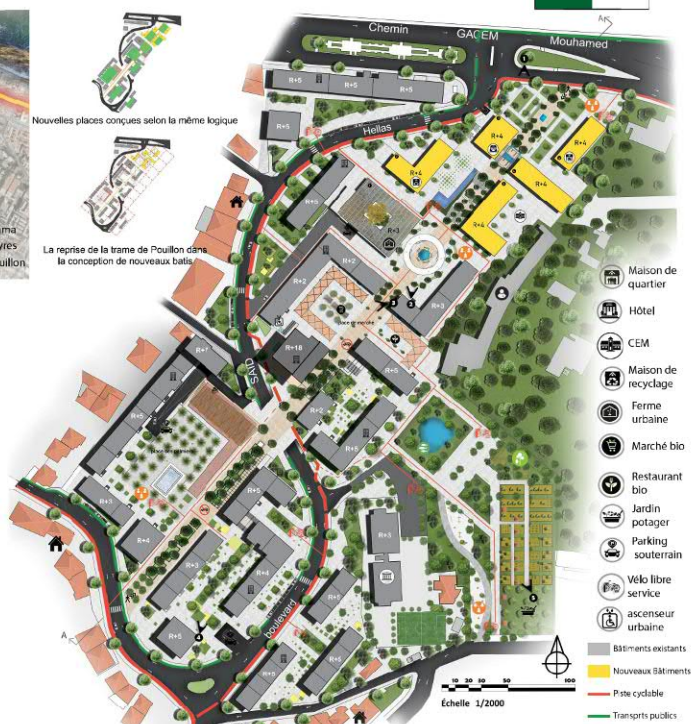 Chemin
GACEM
Mouhamed
A
Nouvelles places conçues selon la même logique
La reprise de la trame de Pouillon dans
la conception de nouveaux batis
Hellas
R+5
R+5
R+5
R+5
R+4
R+4
R+4
R+4
R+4
R+5
R+3
R+2
R+2
R+3
SAID
R+18
R+5
R+2
R+5
R+5
R+5
R+3
R+4
R+3
R+4
R+3
R+5
R+5
R+5
boulevard
A
Maison de
quartier
Hôtel
CEM
Maison de
recyclage
Ferme
urbaine
Marché bio
Restaurant
bio
Jardin
potager
Parking
souterrain
Vélo libre
service
ascenseur
urbaine
Bâtiments existants
Nouveaux Bâtiments
Piste cyclable
Transprts publics
10 20 30 50 100
Échelle 1/2000